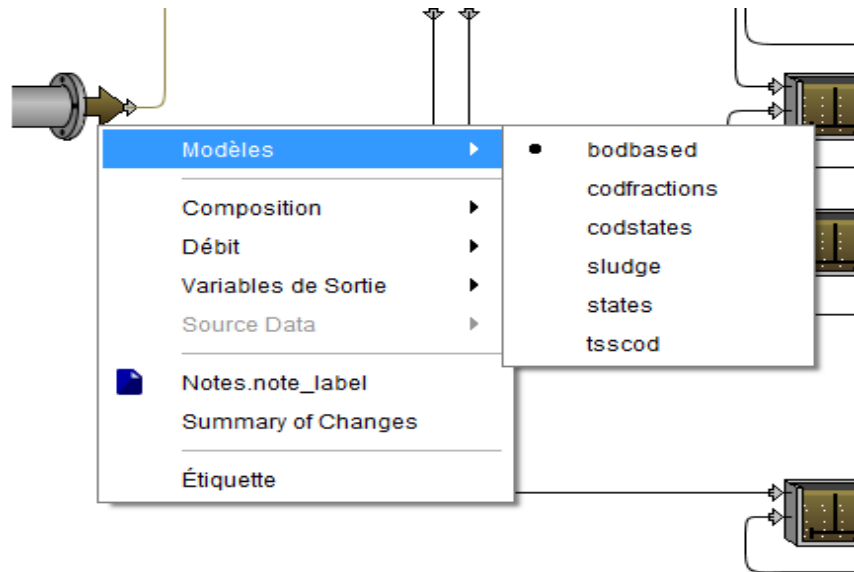 Modèles
Composition
Débit
Variables de Sortie
Source Data
Notes.note_label
Summary of Changes
Étiquette
bodbased
codfractions
codstates
sludge
states
tsscod